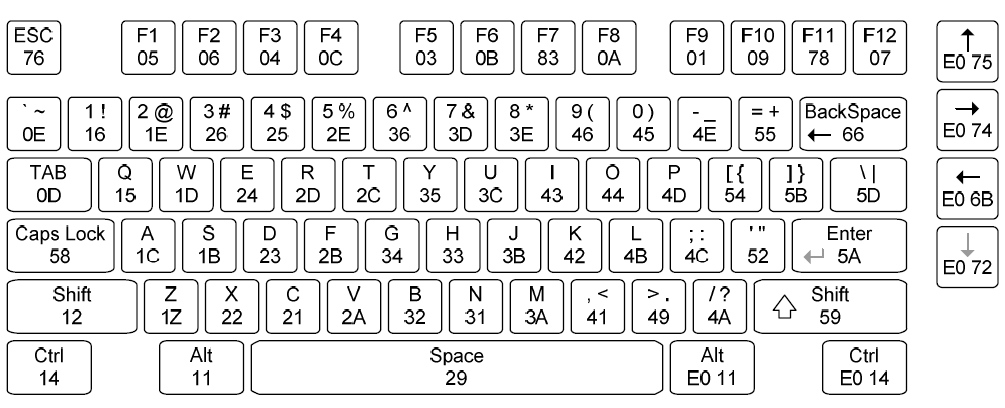 ESC F1 F2 F3 F4 F5 F6 F7 F8 F9 F10 F11 F12 ↑
76 05 06 04 0C 03 0B 83 0A 01 09 78 07 E0 75
` ~ 1 ! 2 @ 3 # 4 $ 5 % 6 ^ 7 & 8 * 9 ( 0 ) - _ = + BackSpace →
0E 16 1E 26 25 2E 36 3D 3E 46 45 4E 55 ← 66 E0 74
TAB Q W E R T Y U I O P [ { ] } \ | ←
0D 15 1D 24 2D 2C 35 3C 43 44 4D 54 5B 5D E0 6B
Caps Lock A S D F G H J K L ; : ' " Enter ↓
58 1C 1B 23 2B 34 33 3B 42 4B 4C 52 ↵ 5A E0 72
Shift Z X C V B N M , < > . / ? ⇧ Shift
12 1Z 22 21 2A 32 31 3A 41 49 4A 59
Ctrl Alt Space Alt Ctrl
14 11 29 E0 11 E0 14